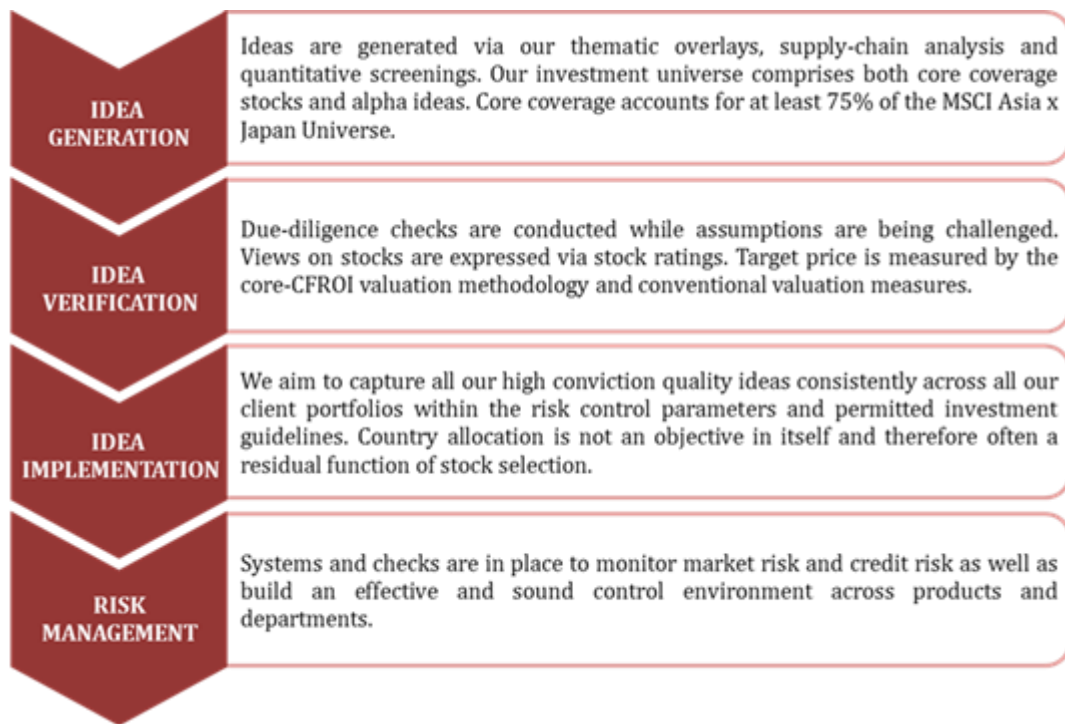 IDEA
GENERATION
Ideas are generated via our thematic overlays, supply-chain analysis and
quantitative screenings. Our investment universe comprises both core coverage
stocks and alpha ideas. Core coverage accounts for at least 75% of the MSCI Asia x
Japan Universe.
IDEA
VERIFICATION
Due-diligence checks are conducted while assumptions are being challenged.
Views on stocks are expressed via stock ratings. Target price is measured by the
core-CFROI valuation methodology and conventional valuation measures.
IDEA
IMPLEMENTATION
We aim to capture all our high conviction quality ideas consistently across all our
client portfolios within the risk control parameters and permitted investment
guidelines. Country allocation is not an objective in itself and therefore often a
residual function of stock selection.
RISK
MANAGEMENT
Systems and checks are in place to monitor market risk and credit risk as well as
build an effective and sound control environment across products and
departments.